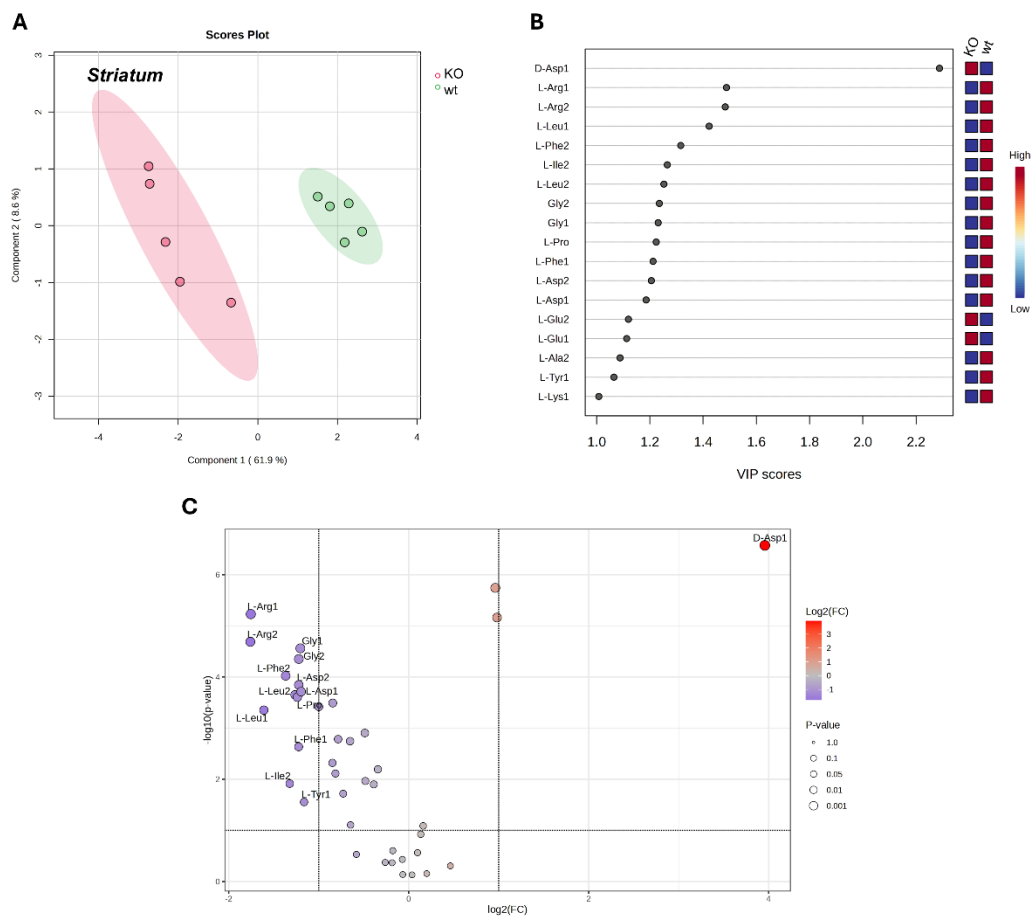 A
Scores Plot
Striatum
KO
wt
3
2
1
0
-1
-2
-3
-4
-2
0
2
4
Component 2 ( 8.6 %)
Component 1 ( 61.9 %)
B
KO
wt
D-Asp1
L-Arg1
L-Arg2
L-Leu1
L-Phe2
L-Ile2
L-Leu2
Gly2
Gly1
L-Pro
L-Phe1
L-Asp2
L-Asp1
L-Glu2
L-Glu1
L-Ala2
L-Tyr1
L-Lys1
High
Low
1.0 1.2 1.4 1.6 1.8 2.0 2.2
VIP scores
C
D-Asp1
L-Arg1
L-Arg2
Gly1
Gly2
L-Phe2
L-Asp2
L-Leu2
L-Asp1
L-Pro
L-Leu1
L-Phe1
L-Ile2
L-Tyr1
6
4
2
0
-log10(p-value)
-2 0 2 4
log2(FC)
Log2(FC)
3
2
1
0
-1
P-value
1.0
0.1
0.05
0.01
0.001